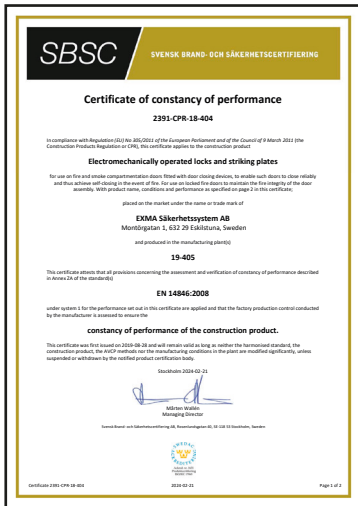 SBSC
SVENSK BRAND- OCH SÄKERHETSCERTIFIERING
Certificate of constancy of performance
2391-CPR-18-404
In compliance with Regulation (EU) No 305/2011 of the European Parliament and of the Council of 9 March 2011 (the
Construction Products Regulation or CPR), this certificate applies to the construction product
Electromechanically operated locks and striking plates
for use on fire and smoke compartmentation doors fitted with door closing devices, to enable such doors to close reliably
and thus achieve self-closing in the event of fire. For use on locked fire doors to maintain the fire integrity of the door
assembly. With product name, conditions and performance as specified on page 2 in this certificate;
placed on the market under the name or trade mark of
EXMA Säkerhetssystem AB
Montörgatan 1, 632 29 Eskilstuna, Sweden
and produced in the manufacturing plant(s)
19-405
This certificate attests that all provisions concerning the assessment and verification of constancy of performance described
in Annex ZA of the standard(s)
EN 14846:2008
under system 1 for the performance set out in this certificate are applied and that the factory production control conducted
by the manufacturer is assessed to ensure the
constancy of performance of the construction product.
This certificate was first issued on 2019-08-28 and will remain valid as long as neither the harmonised standard, the
construction product, the AVCP methods nor the manufacturing conditions in the plant are modified significantly, unless
suspended or withdrawn by the notified product certification body.
Stockholm 2024-02-21
Mårten Wallén
Managing Director
Svensk Brand- och Säkerhetscertifiering AB, Sweden
Certificate 2391-CPR-18-404
2024-02-21
Page 1 of 2